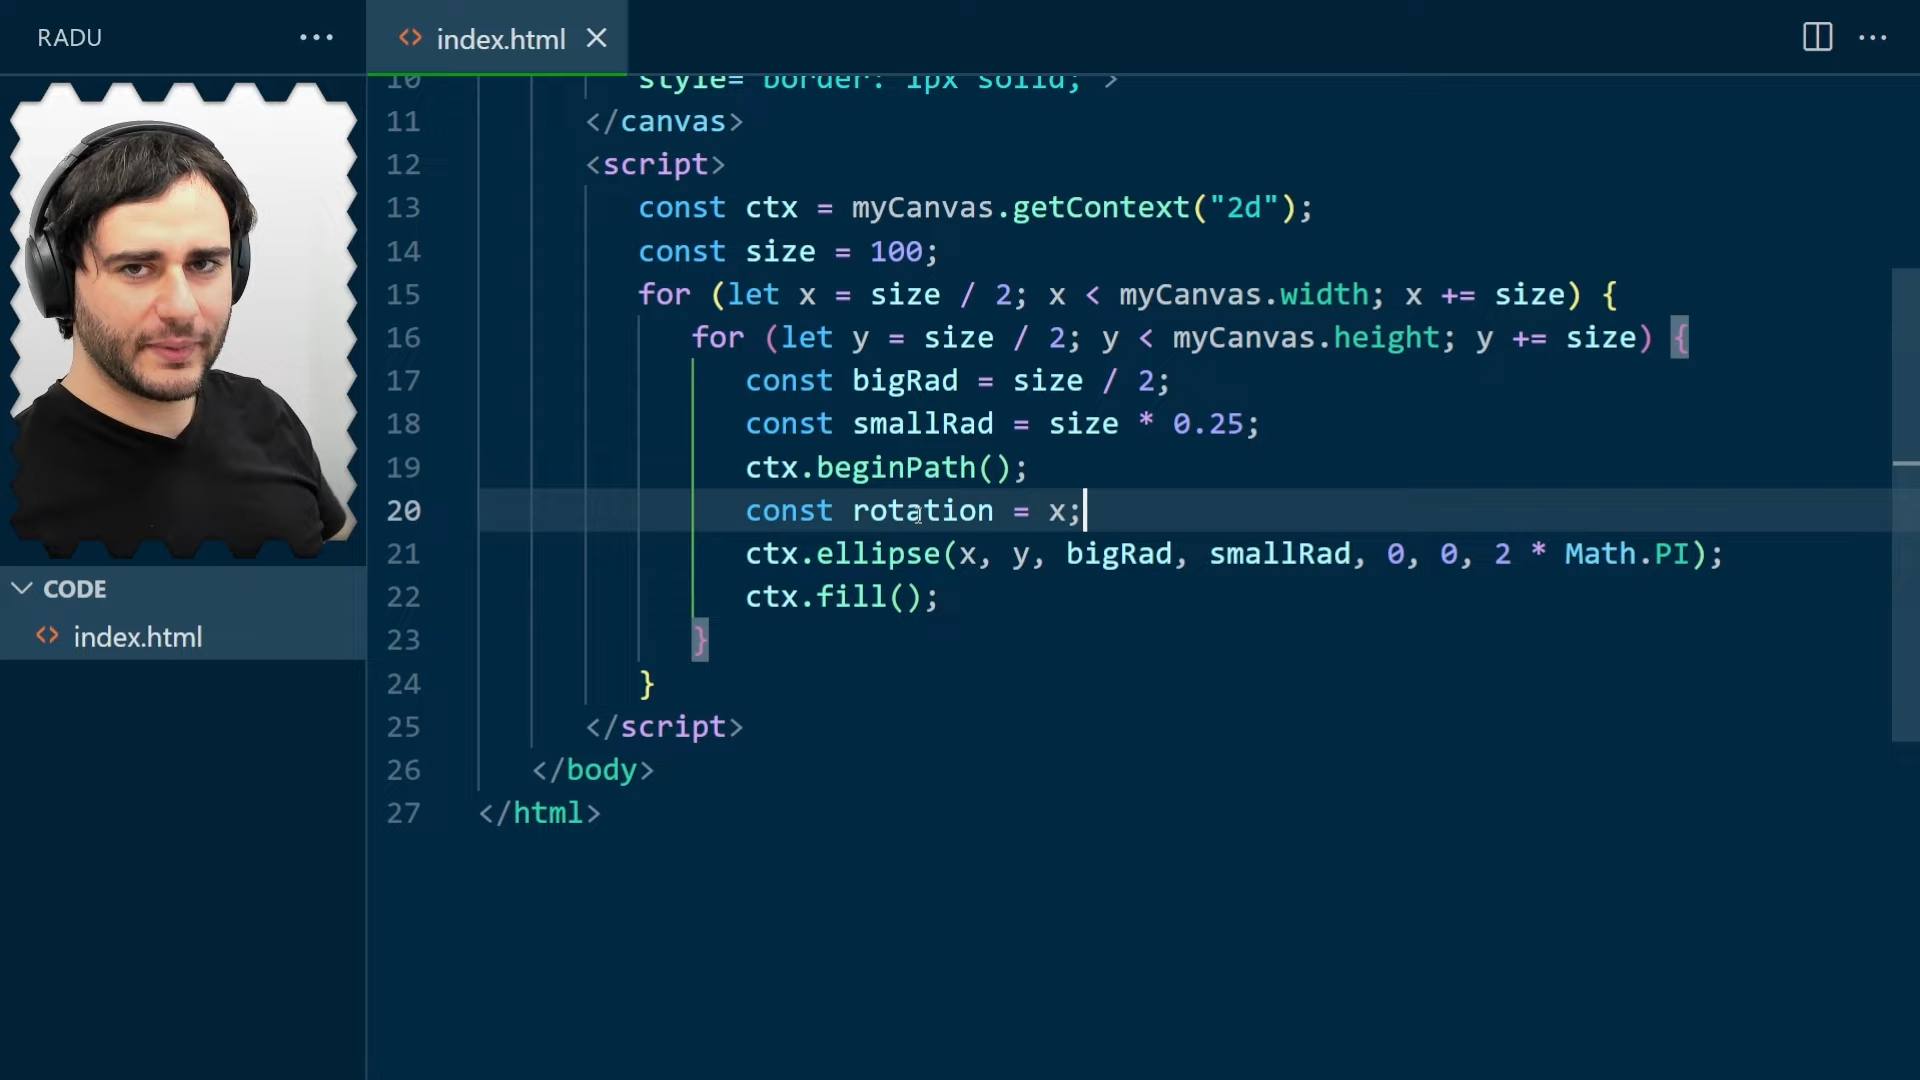 RADU
index.html
10 style="border: 1px solid;">
11 </canvas>
12 <script>
13 const ctx = myCanvas.getContext("2d");
14 const size = 100;
15 for (let x = size / 2; x < myCanvas.width; x += size) {
16 for (let y = size / 2; y < myCanvas.height; y += size) {
17 const bigRad = size / 2;
18 const smallRad = size * 0.25;
19 ctx.beginPath();
20 const rotation = x;
21 ctx.ellipse(x, y, bigRad, smallRad, 0, 0, 2 * Math.PI);
22 ctx.fill();
23 }
24 }
25 </script>
26 </body>
27 </html>
CODE
index.html